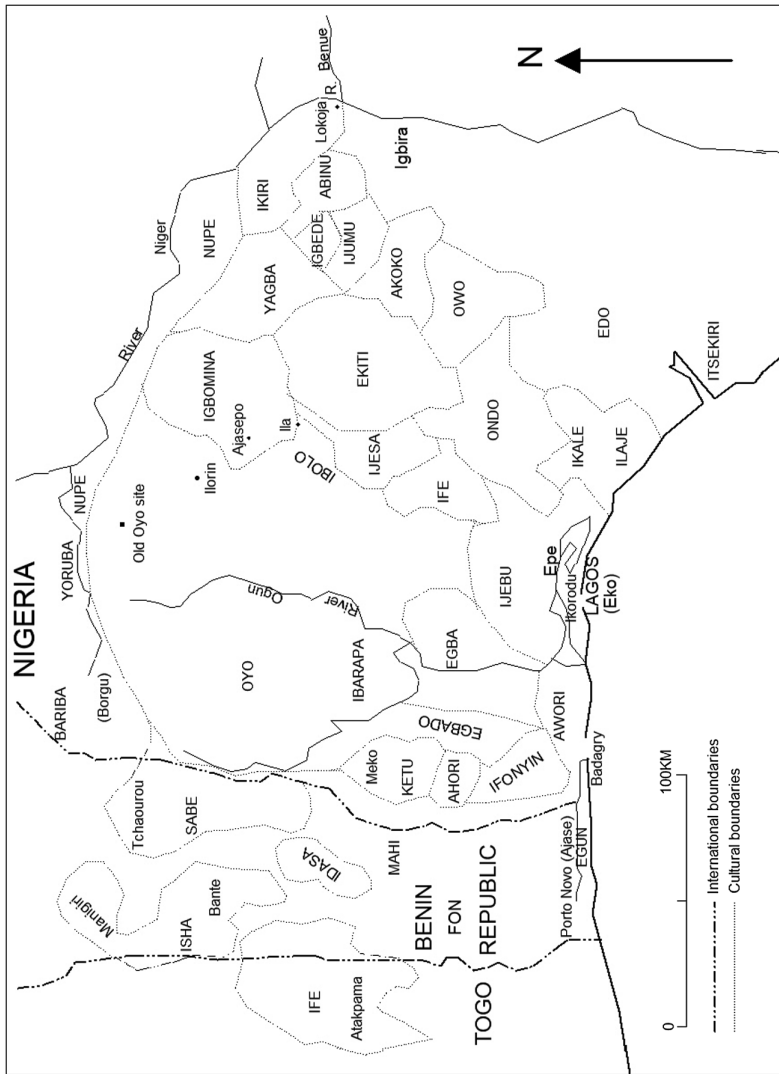 NIGERIA
BARIBA
(Borgu)
YORUBA
NUPE
River
Niger
NUPE
Old Oyo site
Ilorin
IGBOMINA
Ajasepo
Ila
IBOLO
YAGBA
IKIRI
ABINU
IGBEDE
IJUMU
Lokoja
R. Benue
Igbira
AKOKO
OWO
EKITI
IJESA
IFE
ONDO
EDO
IKALE
ILAJE
ITSEKIRI
Ogun River
OYO
IBARAPA
EGBA
IJEBU
Epe
Ikorodu
LAGOS
(Eko)
EGBADO
Meko
KETU
AHORI
IFONYIN
AWORI
Badagry
Tchaourou
SABE
Manigiri
ISHA
Bante
IDASA
MAHI
BENIN
FON
REPUBLIC
Porto Novo (Ajase)
EGUN
IFE
Atakpama
TOGO
N
0
100KM
International boundaries
Cultural boundaries